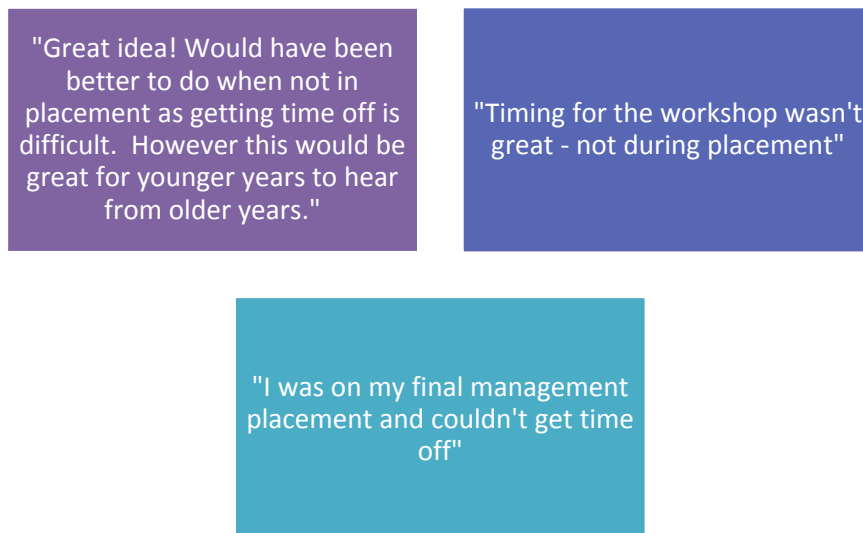 "Great idea! Would have been
better to do when not in
placement as getting time off is
difficult.  However this would be
great for younger years to hear
from older years."
"Timing for the workshop wasn't
great - not during placement"
"I was on my final management
placement and couldn't get time
off"